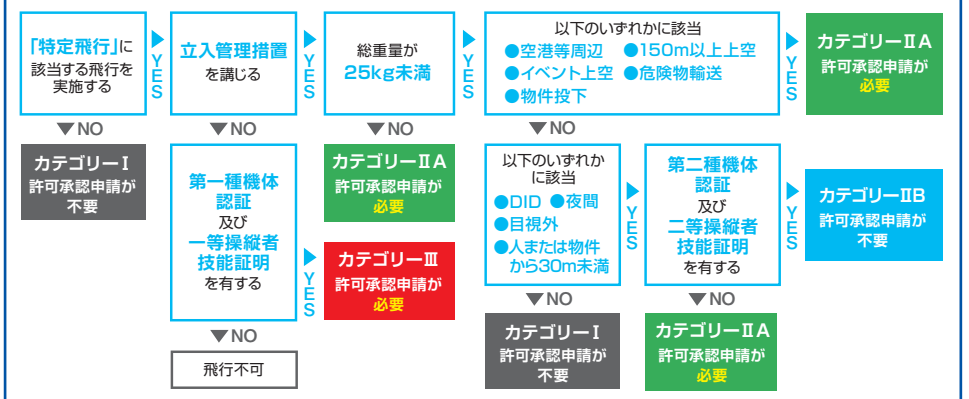 「特定飛行」に
該当する飛行を
実施する
YES
立入管理措置
を講じる
YES
総重量が
25kg未満
YES
以下のいずれかに該当
●空港等周辺 ●150m以上上空
●イベント上空 ●危険物輸送
●物件投下
YES
カテゴリーⅡA
許可承認申請が
必要
▼NO
▼NO
▼NO
▼NO
カテゴリーⅠ
許可承認申請が
不要
第一種機体
認証
及び
一等操縦者
技能証明
を有する
YES
カテゴリーⅡA
許可承認申請が
必要
カテゴリーⅢ
許可承認申請が
必要
以下のいずれか
に該当
●DID ●夜間
●目視外
●人または物件
から30m未満
YES
第二種機体
認証
及び
二等操縦者
技能証明
を有する
YES
カテゴリーⅡB
許可承認申請が
不要
▼NO
▼NO
▼NO
飛行不可
カテゴリーⅠ
許可承認申請が
不要
カテゴリーⅡA
許可承認申請が
必要